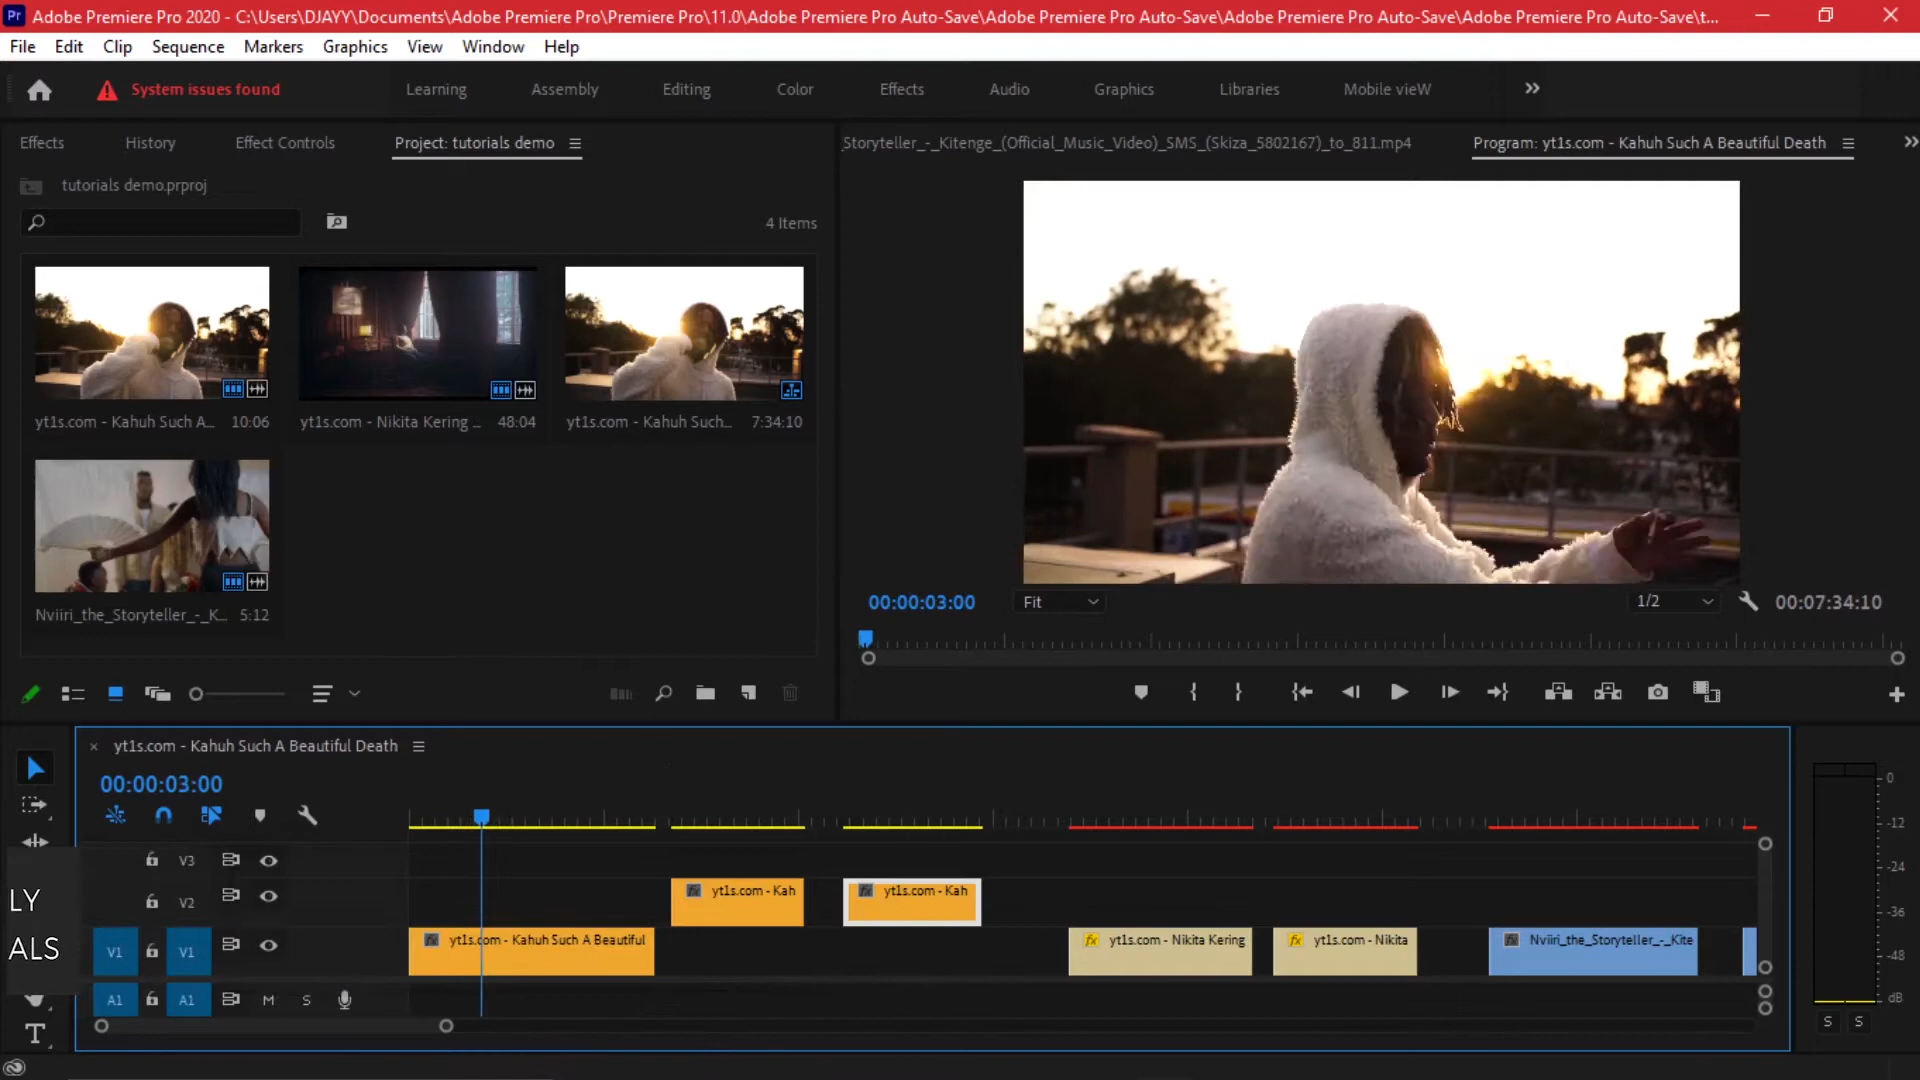 Adobe Premiere Pro 2020 - C:\Users\DJAYY\Documents\Adobe Premiere Pro\Premiere Pro\11.0\Adobe Premiere Pro Auto-Save\Adobe Premiere Pro Auto-Save\Adobe Premiere Pro Auto-Save\Adobe Premiere Pro Auto-Save\t...
File Edit Clip Sequence Markers Graphics View Window Help
System issues found Learning Assembly Editing Color Effects Audio Graphics Libraries Mobile vieW
Effects History Effect Controls Project: tutorials demo Storyteller_-_Kitenge_(Official_Music_Video)_SMS_(Skiza_5802167)_to_811.mp4 Program: yt1s.com - Kahuh Such A Beautiful Death
tutorials demo.prproj
4 Items
yt1s.com - Kahuh Such A... 10:06 yt1s.com - Nikita Kering ... 48:04 yt1s.com - Kahuh Such... 7:34:10
Nviiri_the_Storyteller_-_K... 5:12
00:00:03:00 Fit 1/2 00:07:34:10
yt1s.com - Kahuh Such A Beautiful Death
00:00:03:00
V3
V2 yt1s.com - Kah yt1s.com - Kah
V1 V1 yt1s.com - Kahuh Such A Beautiful yt1s.com - Nikita Kering yt1s.com - Nikita Nviiri_the_Storyteller_-_Kite
A1 A1 M S
LY
ALS
T
0
-12
-24
-36
-48
dB
S S
fx fx fx fx fx fx
Pr